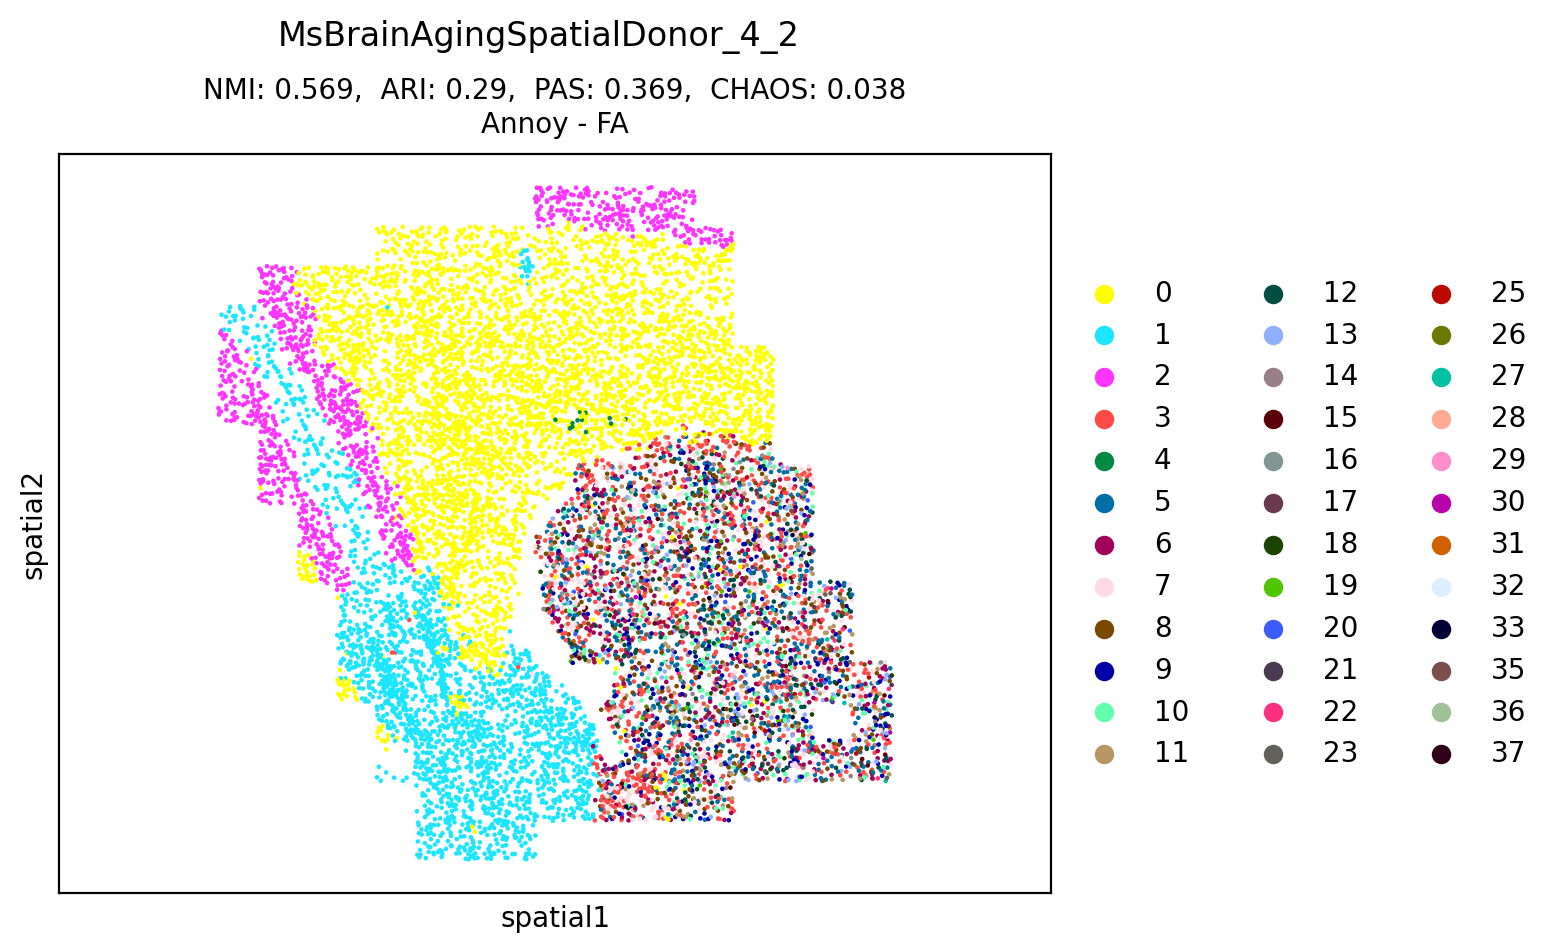 MsBrainAgingSpatialDonor_4_2
NMI: 0.569, ARI: 0.29, PAS: 0.369, CHAOS: 0.038
Annoy - FA
spatial2
spatial1
0 12 25
1 13 26
2 14 27
3 15 28
4 16 29
5 17 30
6 18 31
7 19 32
8 20 33
9 21 35
10 22 36
11 23 37